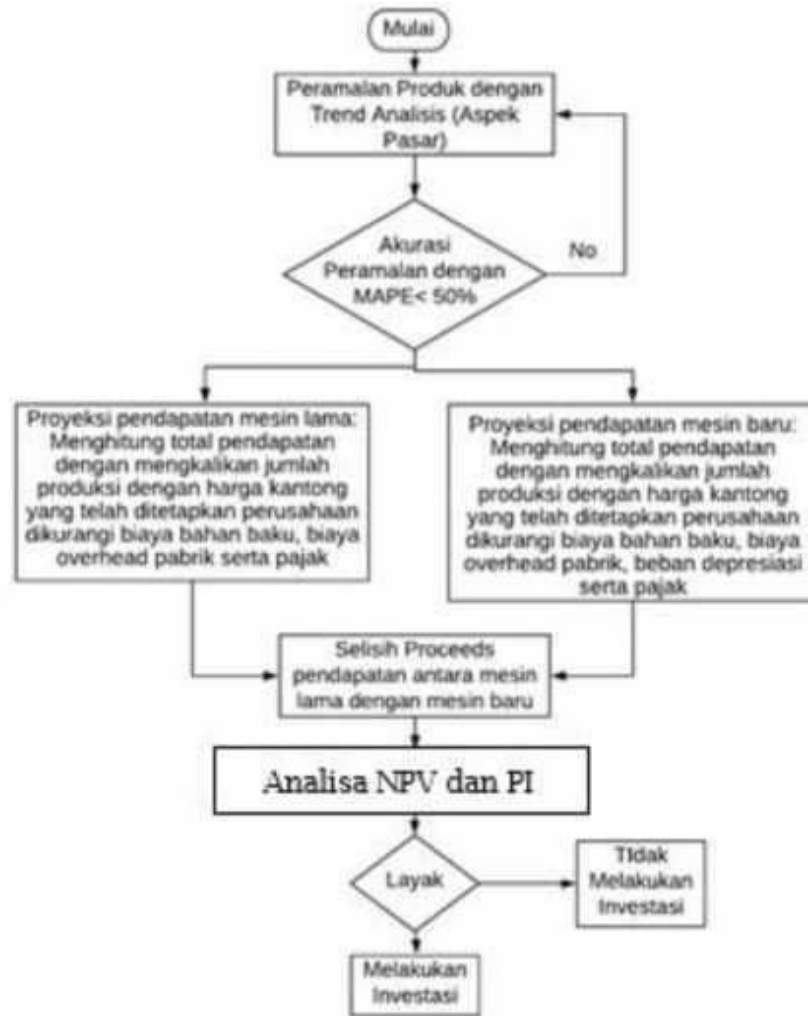 Mulai
Peramalan Produk dengan
Trend Analisis (Aspek
Pasar)
Akurasi
Peramalan dengan
MAPE< 50%
No
Proyeksi pendapatan mesin lama:
Menghitung total pendapatan
dengan mengkalikan jumlah
produksi dengan harga kantong
yang telah ditetapkan perusahaan
dikurangi biaya bahan baku, biaya
overhead pabrik serta pajak
Proyeksi pendapatan mesin baru:
Menghitung total pendapatan
dengan mengkalikan jumlah
produksi dengan harga kantong
yang telah ditetapkan perusahaan
dikurangi biaya bahan baku, biaya
overhead pabrik, beban depresiasi
serta pajak
Selisih Proceeds
pendapatan antara mesin
lama dengan mesin baru
Analisa NPV dan PI
Layak
TIdak
Melakukan
Investasi
Melakukan
Investasi